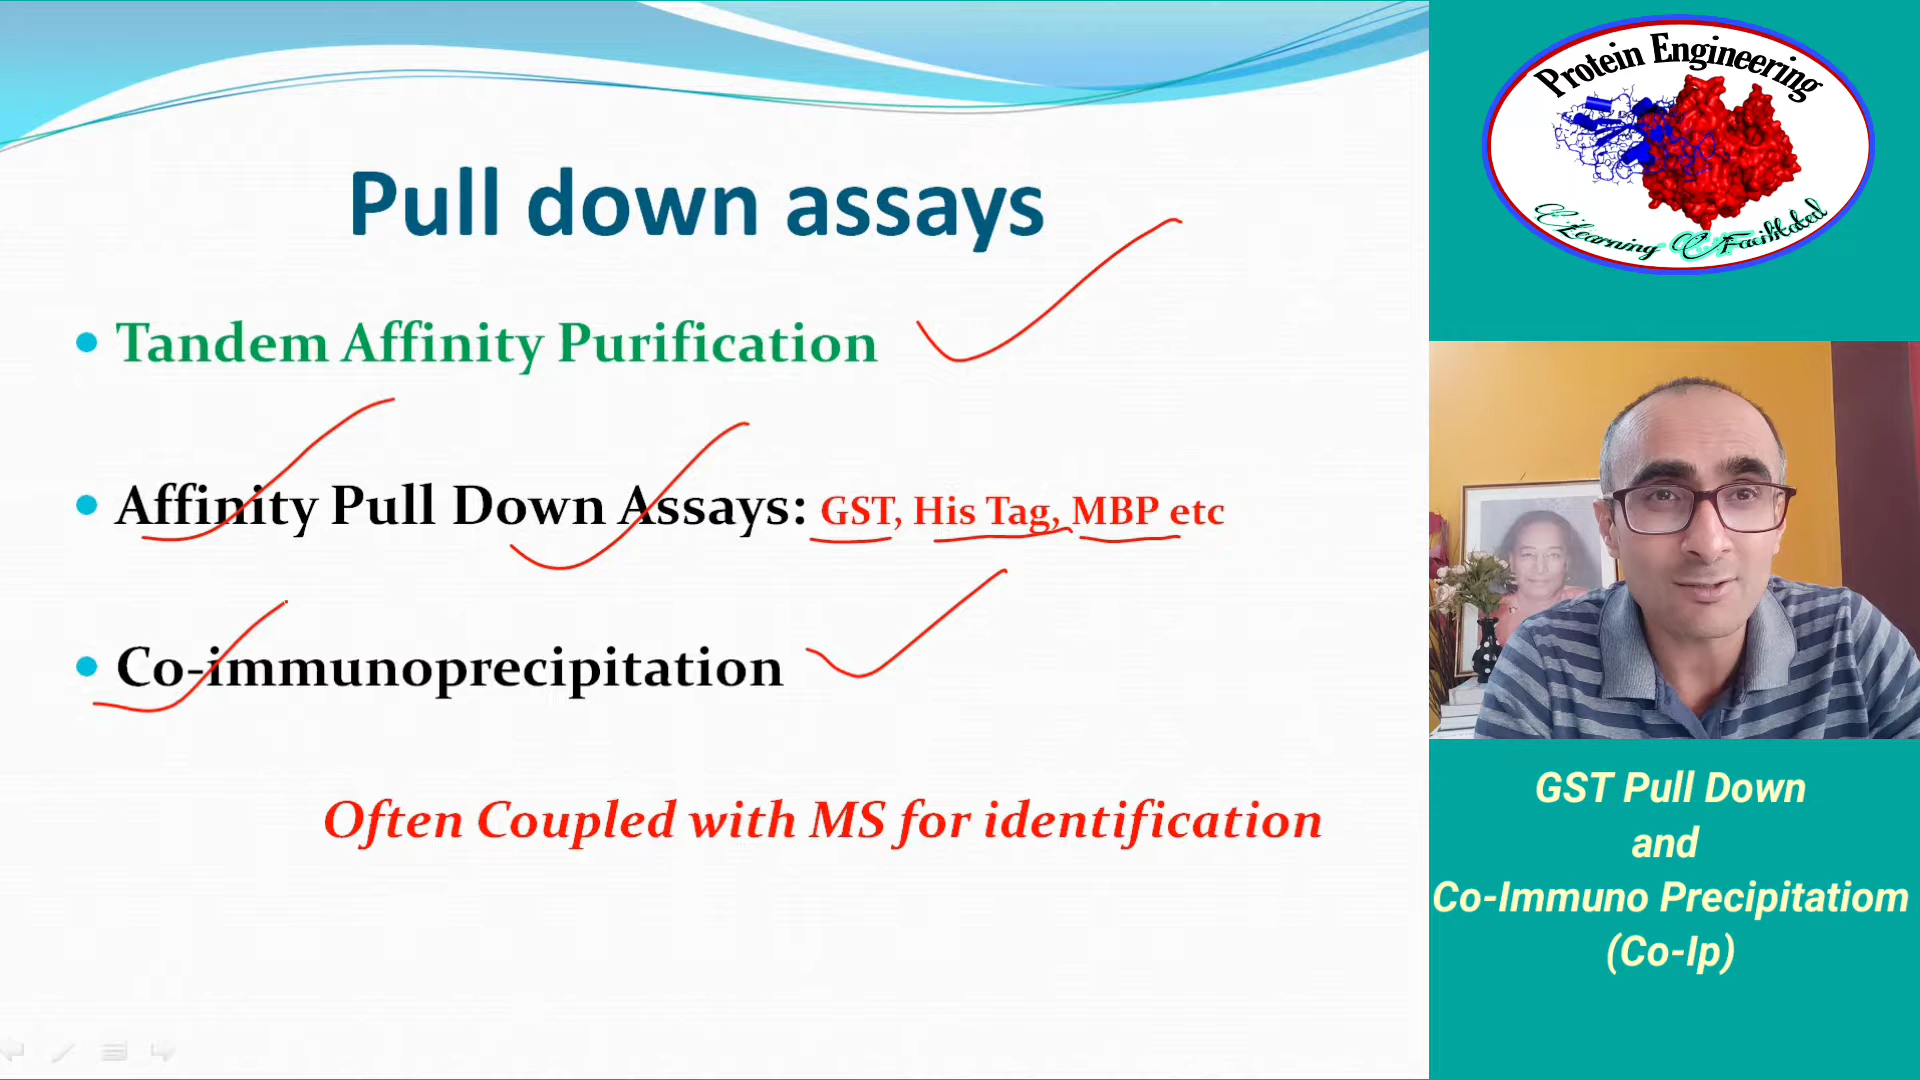 Pull down assays
Tandem Affinity Purification
Affinity Pull Down Assays: GST, His Tag, MBP etc
Co-immunoprecipitation
Often Coupled with MS for identification
Protein Engineering
eLearning Facilitated
GST Pull Down
and
Co-Immuno Precipitatiom
(Co-Ip)